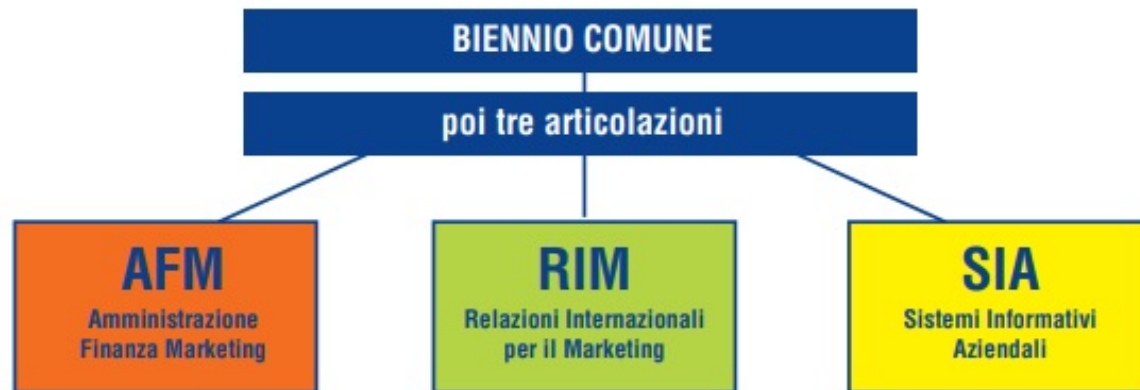 BIENNIO COMUNE
poi tre articolazioni
AFM
Amministrazione
Finanza Marketing
RIM
Relazioni Internazionali
per il Marketing
SIA
Sistemi Informativi
Aziendali